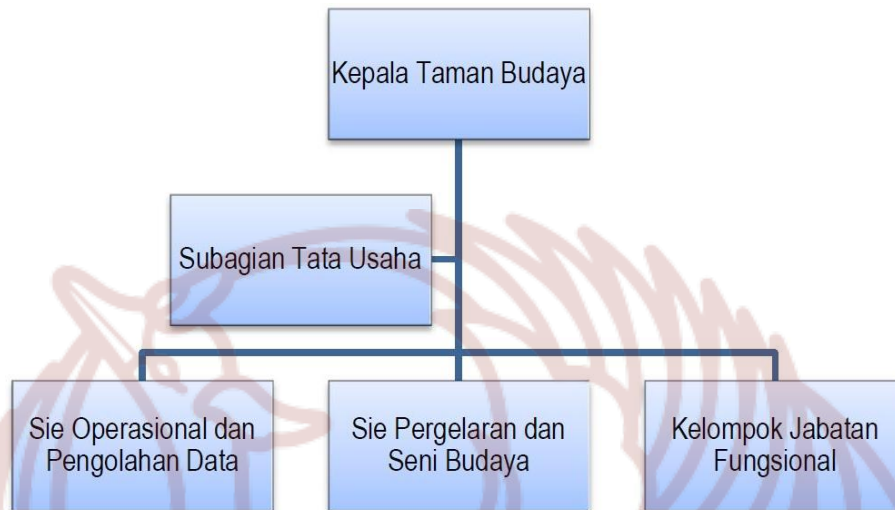 Kepala Taman Budaya
Subagian Tata Usaha
Sie Operasional dan
Pengolahan Data
Sie Pergelaran dan
Seni Budaya
Kelompok Jabatan
Fungsional